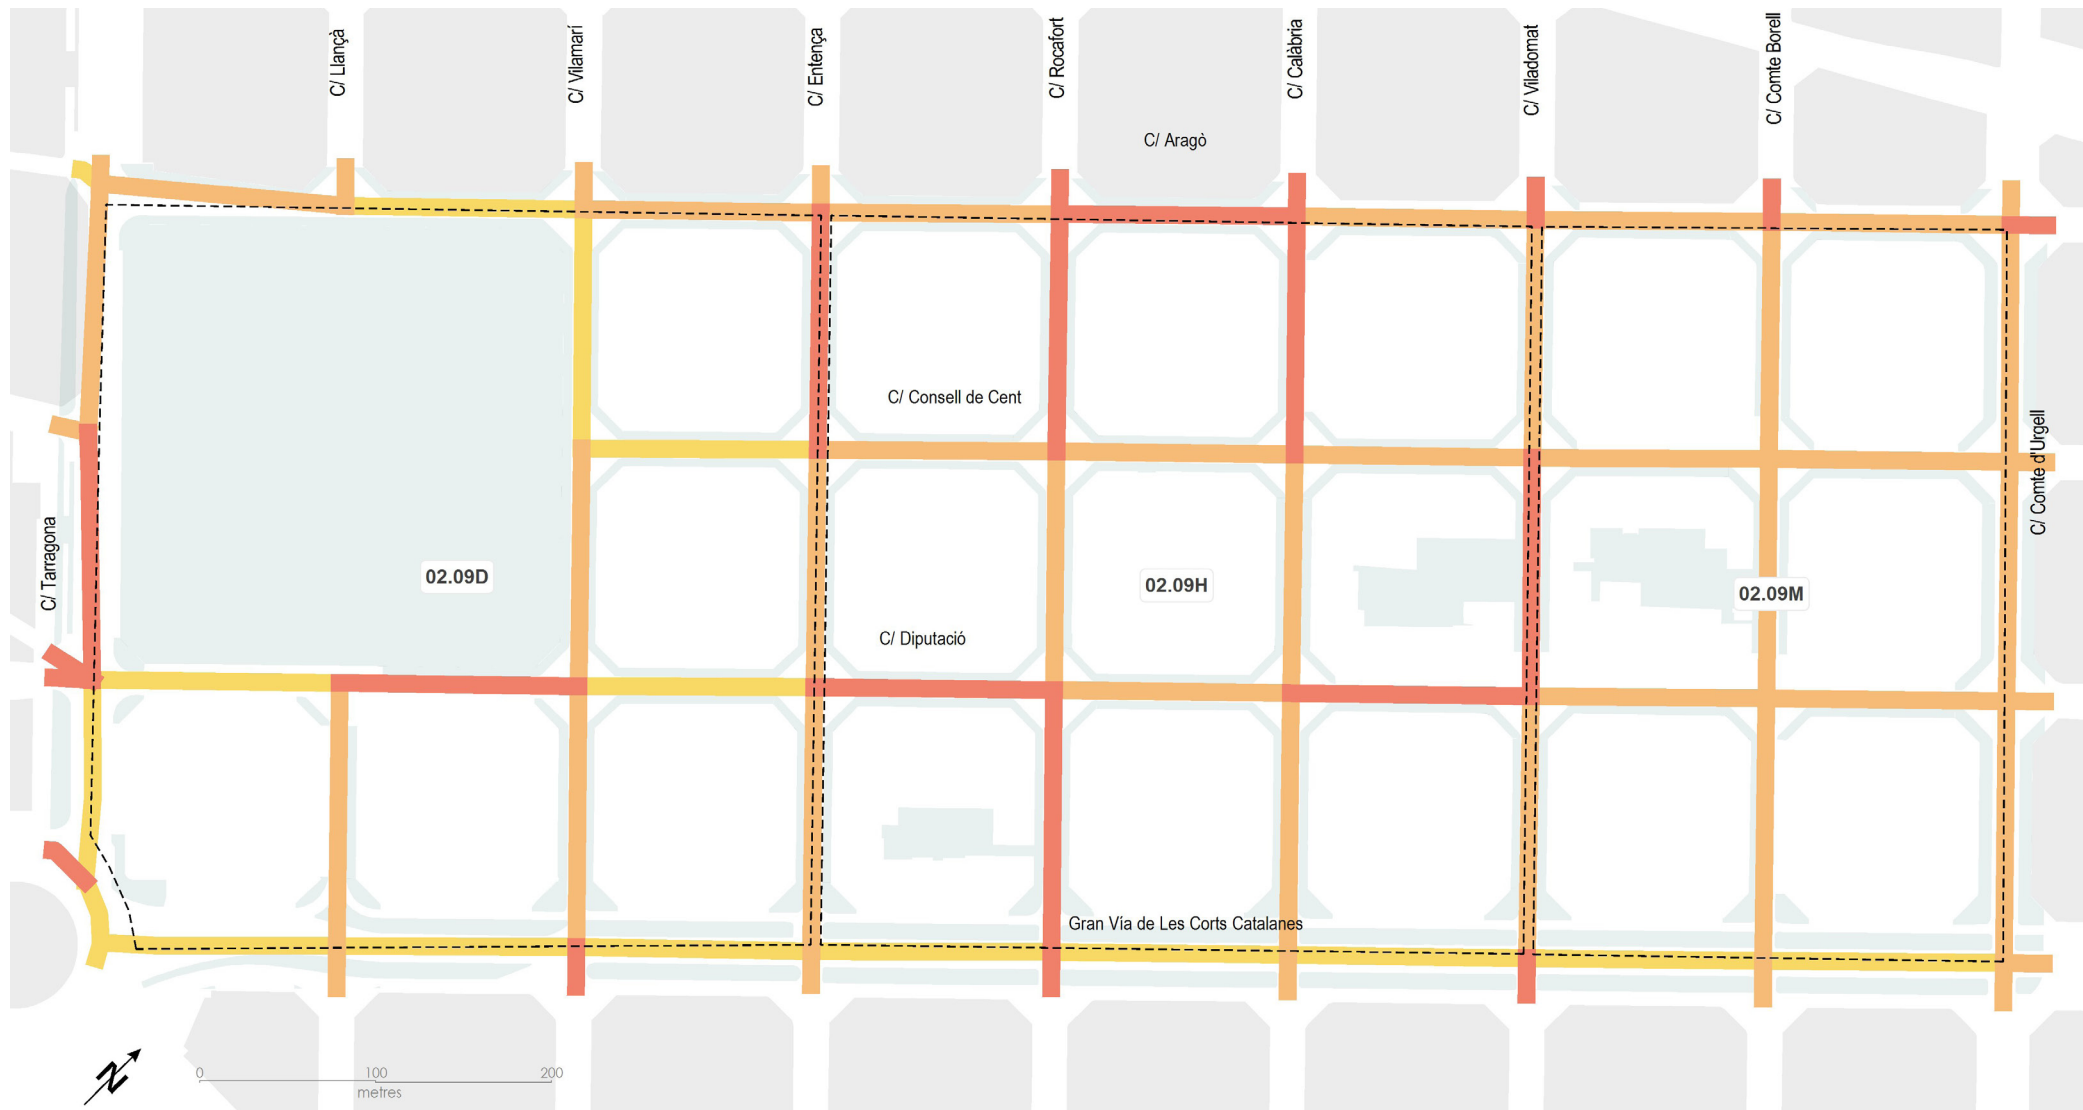 C/ Llançà
C/ Vilamarí
C/ Entença
C/ Rocafort
C/ Calàbria
C/ Viladomat
C/ Comte Borell
C/ Aragò
C/ Consell de Cent
C/ Comte d'Urgell
C/ Tarragona
02.09D
02.09H
02.09M
C/ Diputació
Gran Vía de Les Corts Catalanes
N
0 100 200
metres